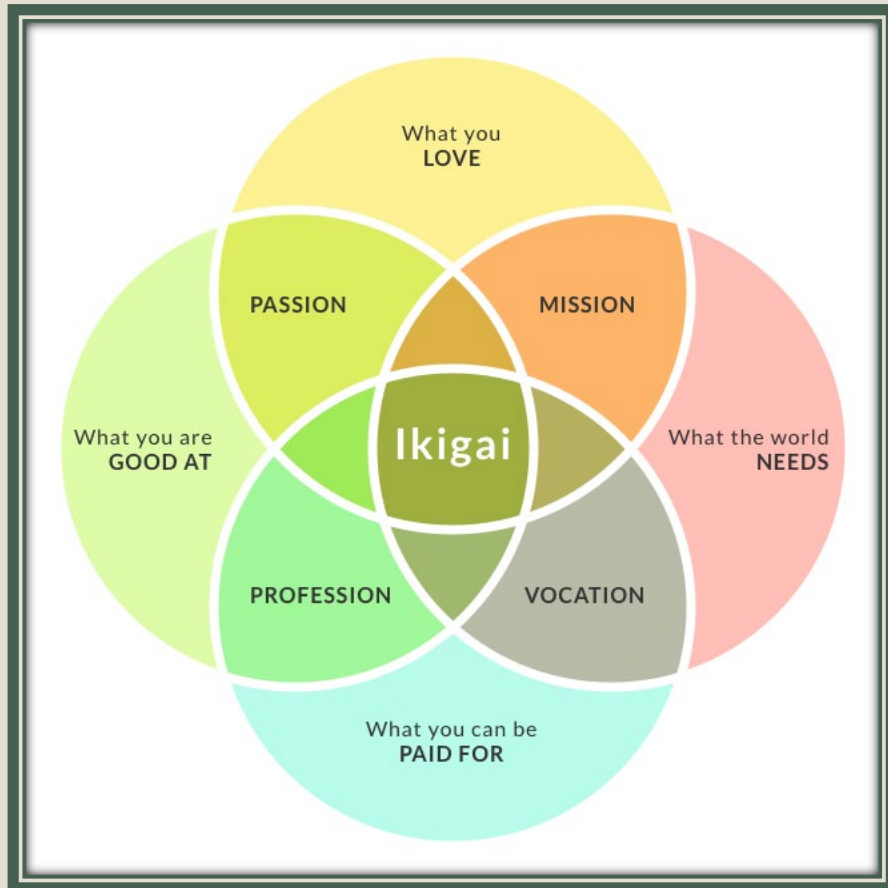 What you
LOVE
PASSION
MISSION
What you are
GOOD AT
Ikigai
What the world
NEEDS
PROFESSION
VOCATION
What you can be
PAID FOR